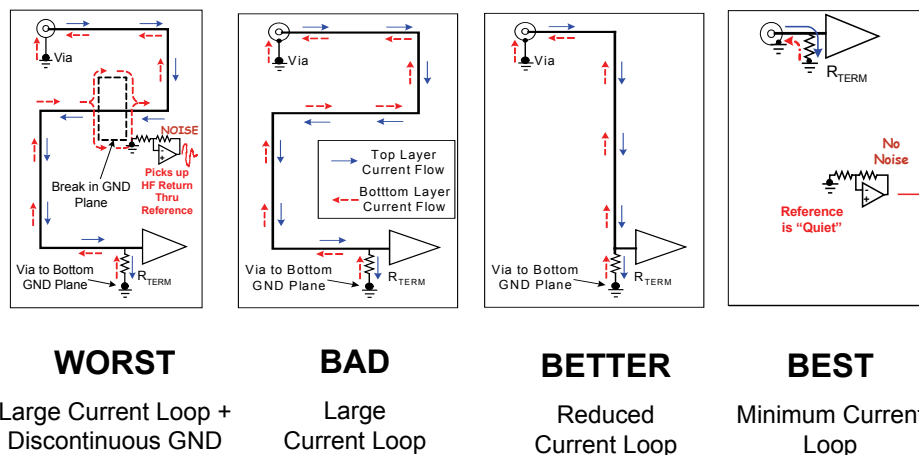 Via
NOISE
Picks up
HF Return
Thru
Reference
Break in GND
Plane
Via to Bottom
GND Plane
RTERM
Via
Top Layer
Current Flow
Botttom Layer
Current Flow
Via to Bottom
GND Plane
RTERM
Via
Via to Bottom
GND Plane
RTERM
RTERM
No
Noise
Reference
is “Quiet”
WORST
Large Current Loop +
Discontinuous GND
BAD
Large
Current Loop
BETTER
Reduced
Current Loop
BEST
Minimum Current
Loop